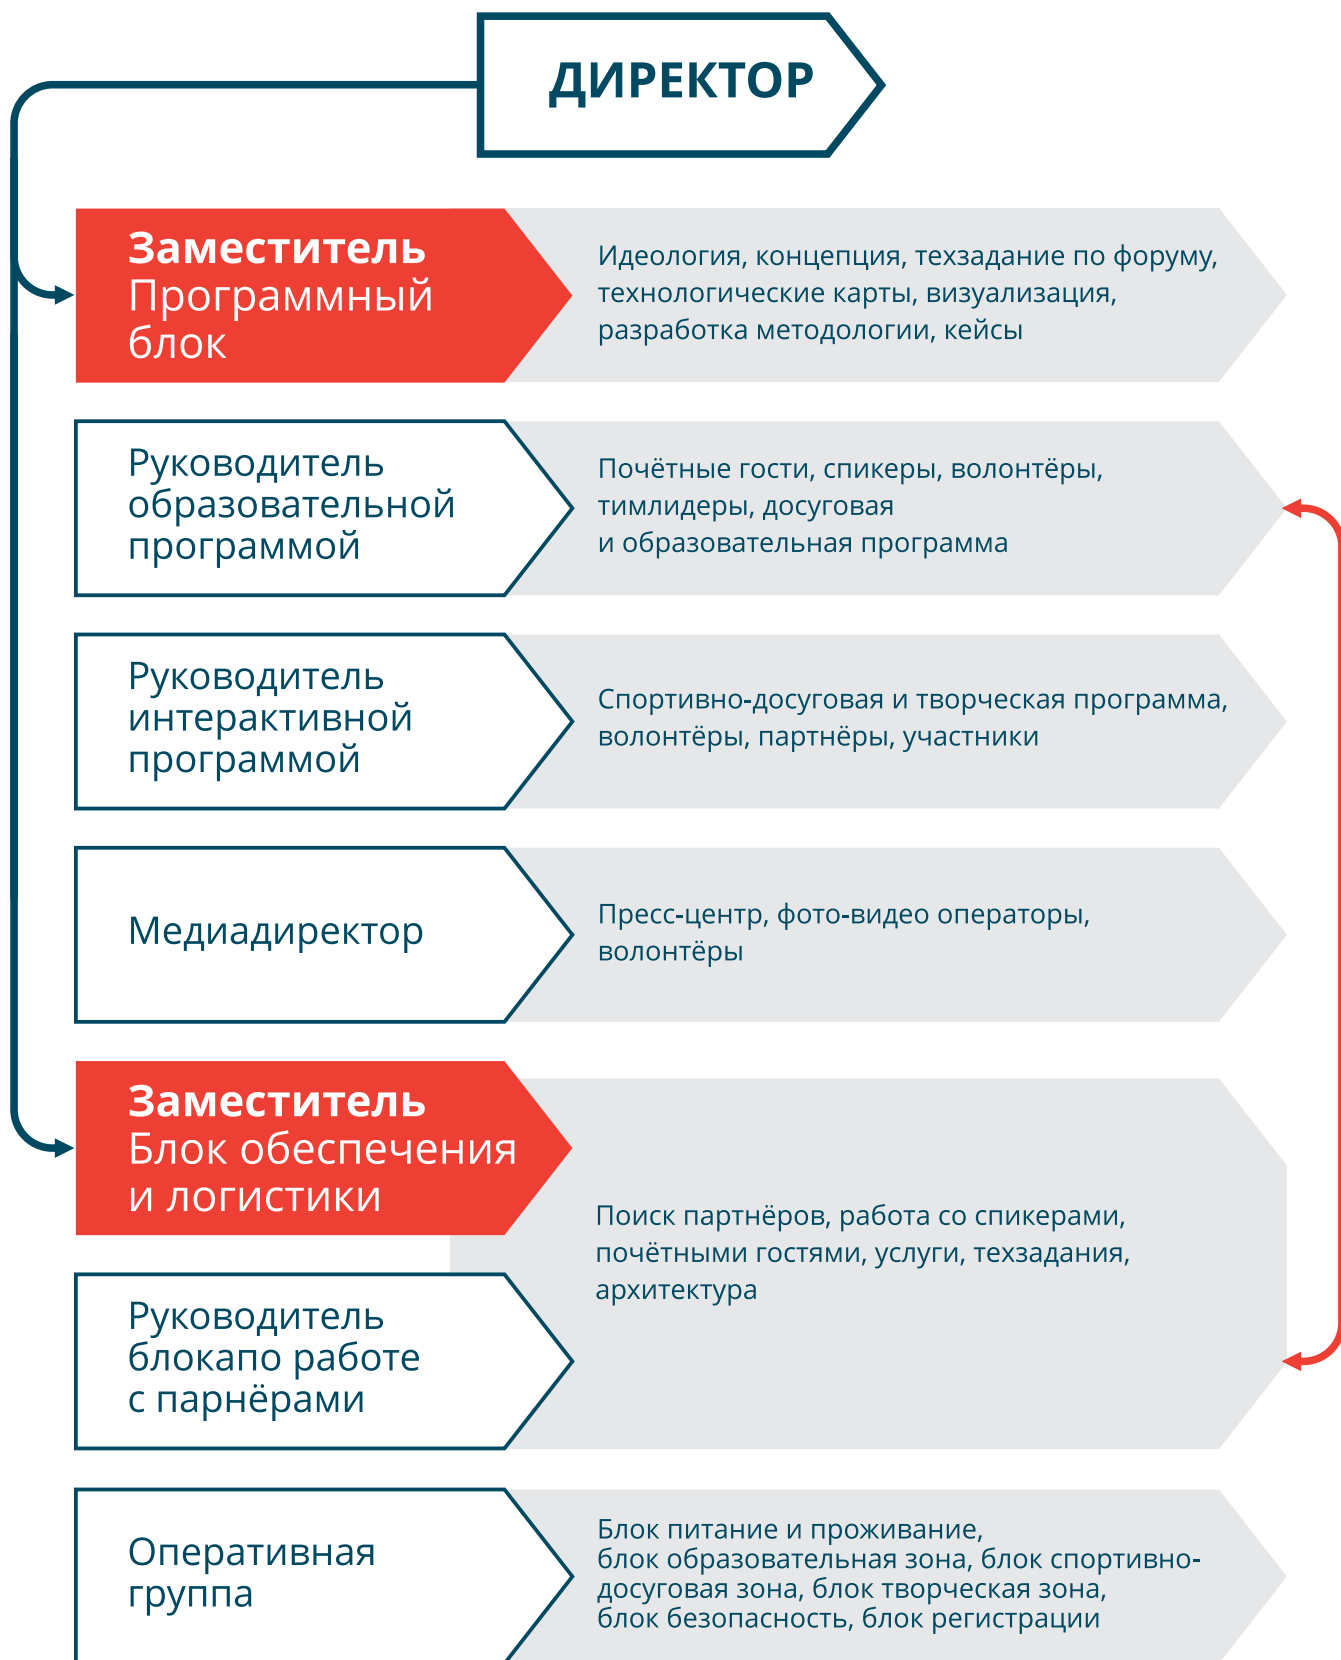 ДИРЕКТОР
Заместитель
Программный
блок
Идеология, концепция, техзадание по форуму,
технологические карты, визуализация,
разработка методологии, кейсы
Руководитель
образовательной
программой
Почётные гости, спикеры, волонтёры,
тимлидеры, досуговая
и образовательная программа
Руководитель
интерактивной
программой
Спортивно-досуговая и творческая программа,
волонтёры, партнёры, участники
Медиадиректор
Пресс-центр, фото-видео операторы,
волонтёры
Заместитель
Блок обеспечения
и логистики
Поиск партнёров, работа со спикерами,
почётными гостями, услуги, техзадания,
архитектура
Руководитель
блокапо работе
с парнёрами
Оперативная
группа
Блок питание и проживание,
блок образовательная зона, блок спортивно-
досуговая зона, блок творческая зона,
блок безопасность, блок регистрации